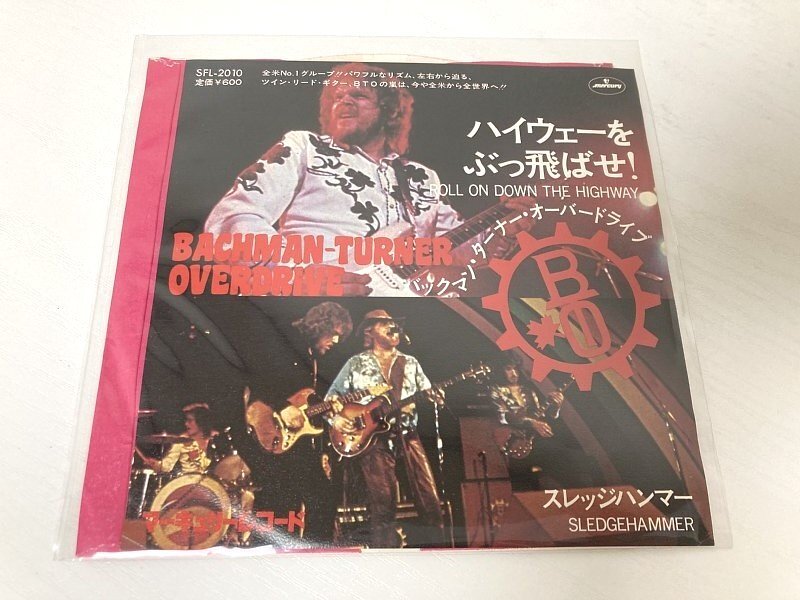 SFL-2010
定価¥600
全米No.1グループ!!パワフルなリズム、左右から迫る、
ツイン・リード・ギター、BTOの嵐は、今や全米から全世界へ!!
mercury
ハイウェーを
ぶっ飛ばせ!
ROLL ON DOWN THE HIGHWAY
BACHMAN-TURNER
OVERDRIVE
バックマン・ターナー・オーバードライブ
BTO
マーキュリーレコード
スレッジハンマー
SLEDGEHAMMER